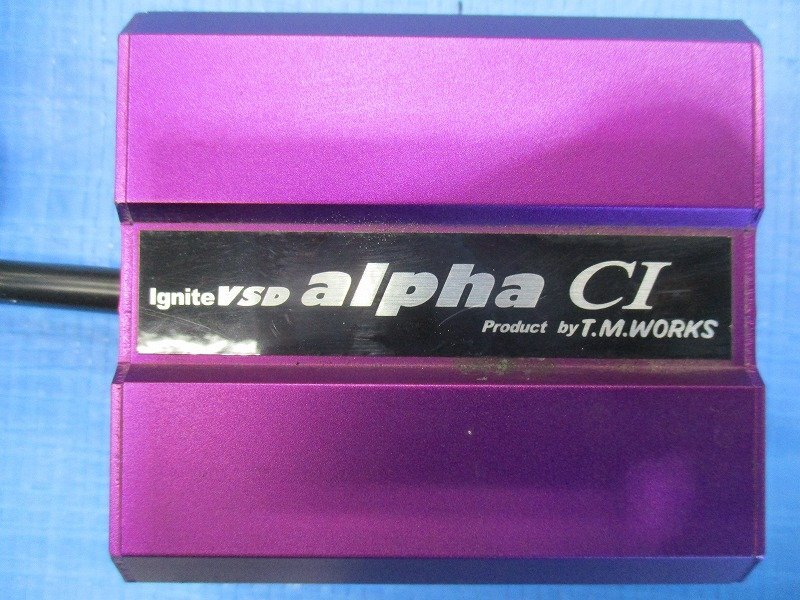 Ignite VSD alpha CI
Product by T.M.WORKS